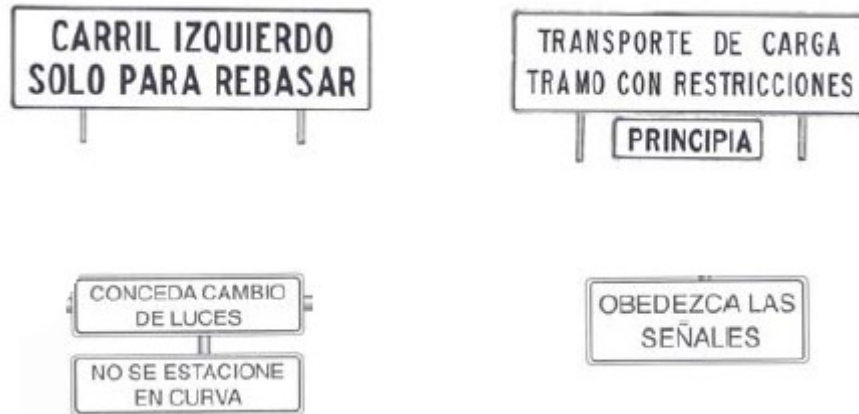 CARRIL IZQUIERDO
SOLO PARA REBASAR
TRANSPORTE DE CARGA
TRAMO CON RESTRICCIONES
PRINCIPIA
CONCEDA CAMBIO
DE LUCES
NO SE ESTACIONE
EN CURVA
OBEDEZCA LAS
SEÑALES